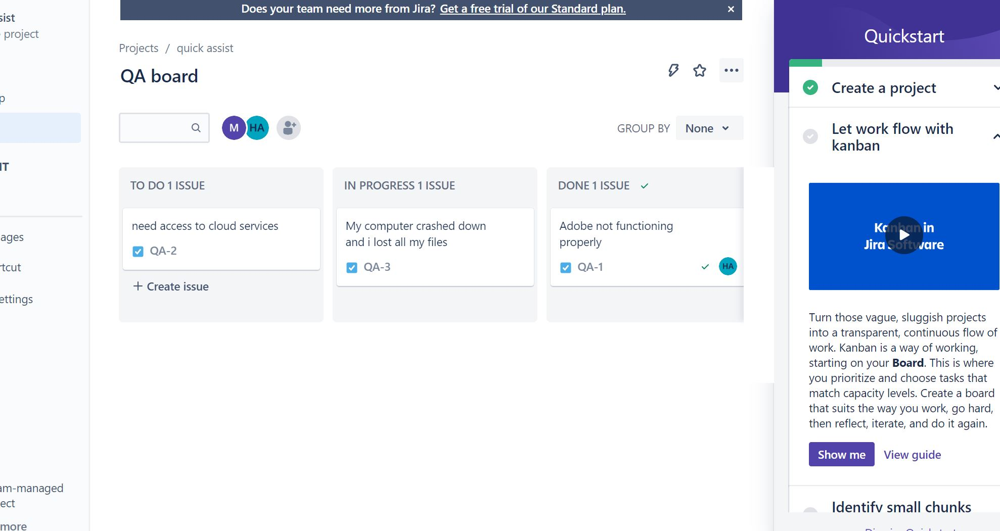 sist
project
p
IT
ages
rtcut
ettings
am-managed
ect
more
Does your team need more from Jira? Get a free trial of our Standard plan.
Projects / quick assist
QA board
M HA
GROUP BY None
TO DO 1 ISSUE
need access to cloud services
QA-2
+ Create issue
IN PROGRESS 1 ISSUE
My computer crashed down
and i lost all my files
QA-3
DONE 1 ISSUE
Adobe not functioning
properly
QA-1 HA
Quickstart
Create a project
Let work flow with
kanban
Kanban in
Jira Software
Turn those vague, sluggish projects
into a transparent, continuous flow of
work. Kanban is a way of working,
starting on your Board. This is where
you prioritize and choose tasks that
match capacity levels. Create a board
that suits the way you work, go hard,
then reflect, iterate, and do it again.
Show me View guide
Identify small chunks